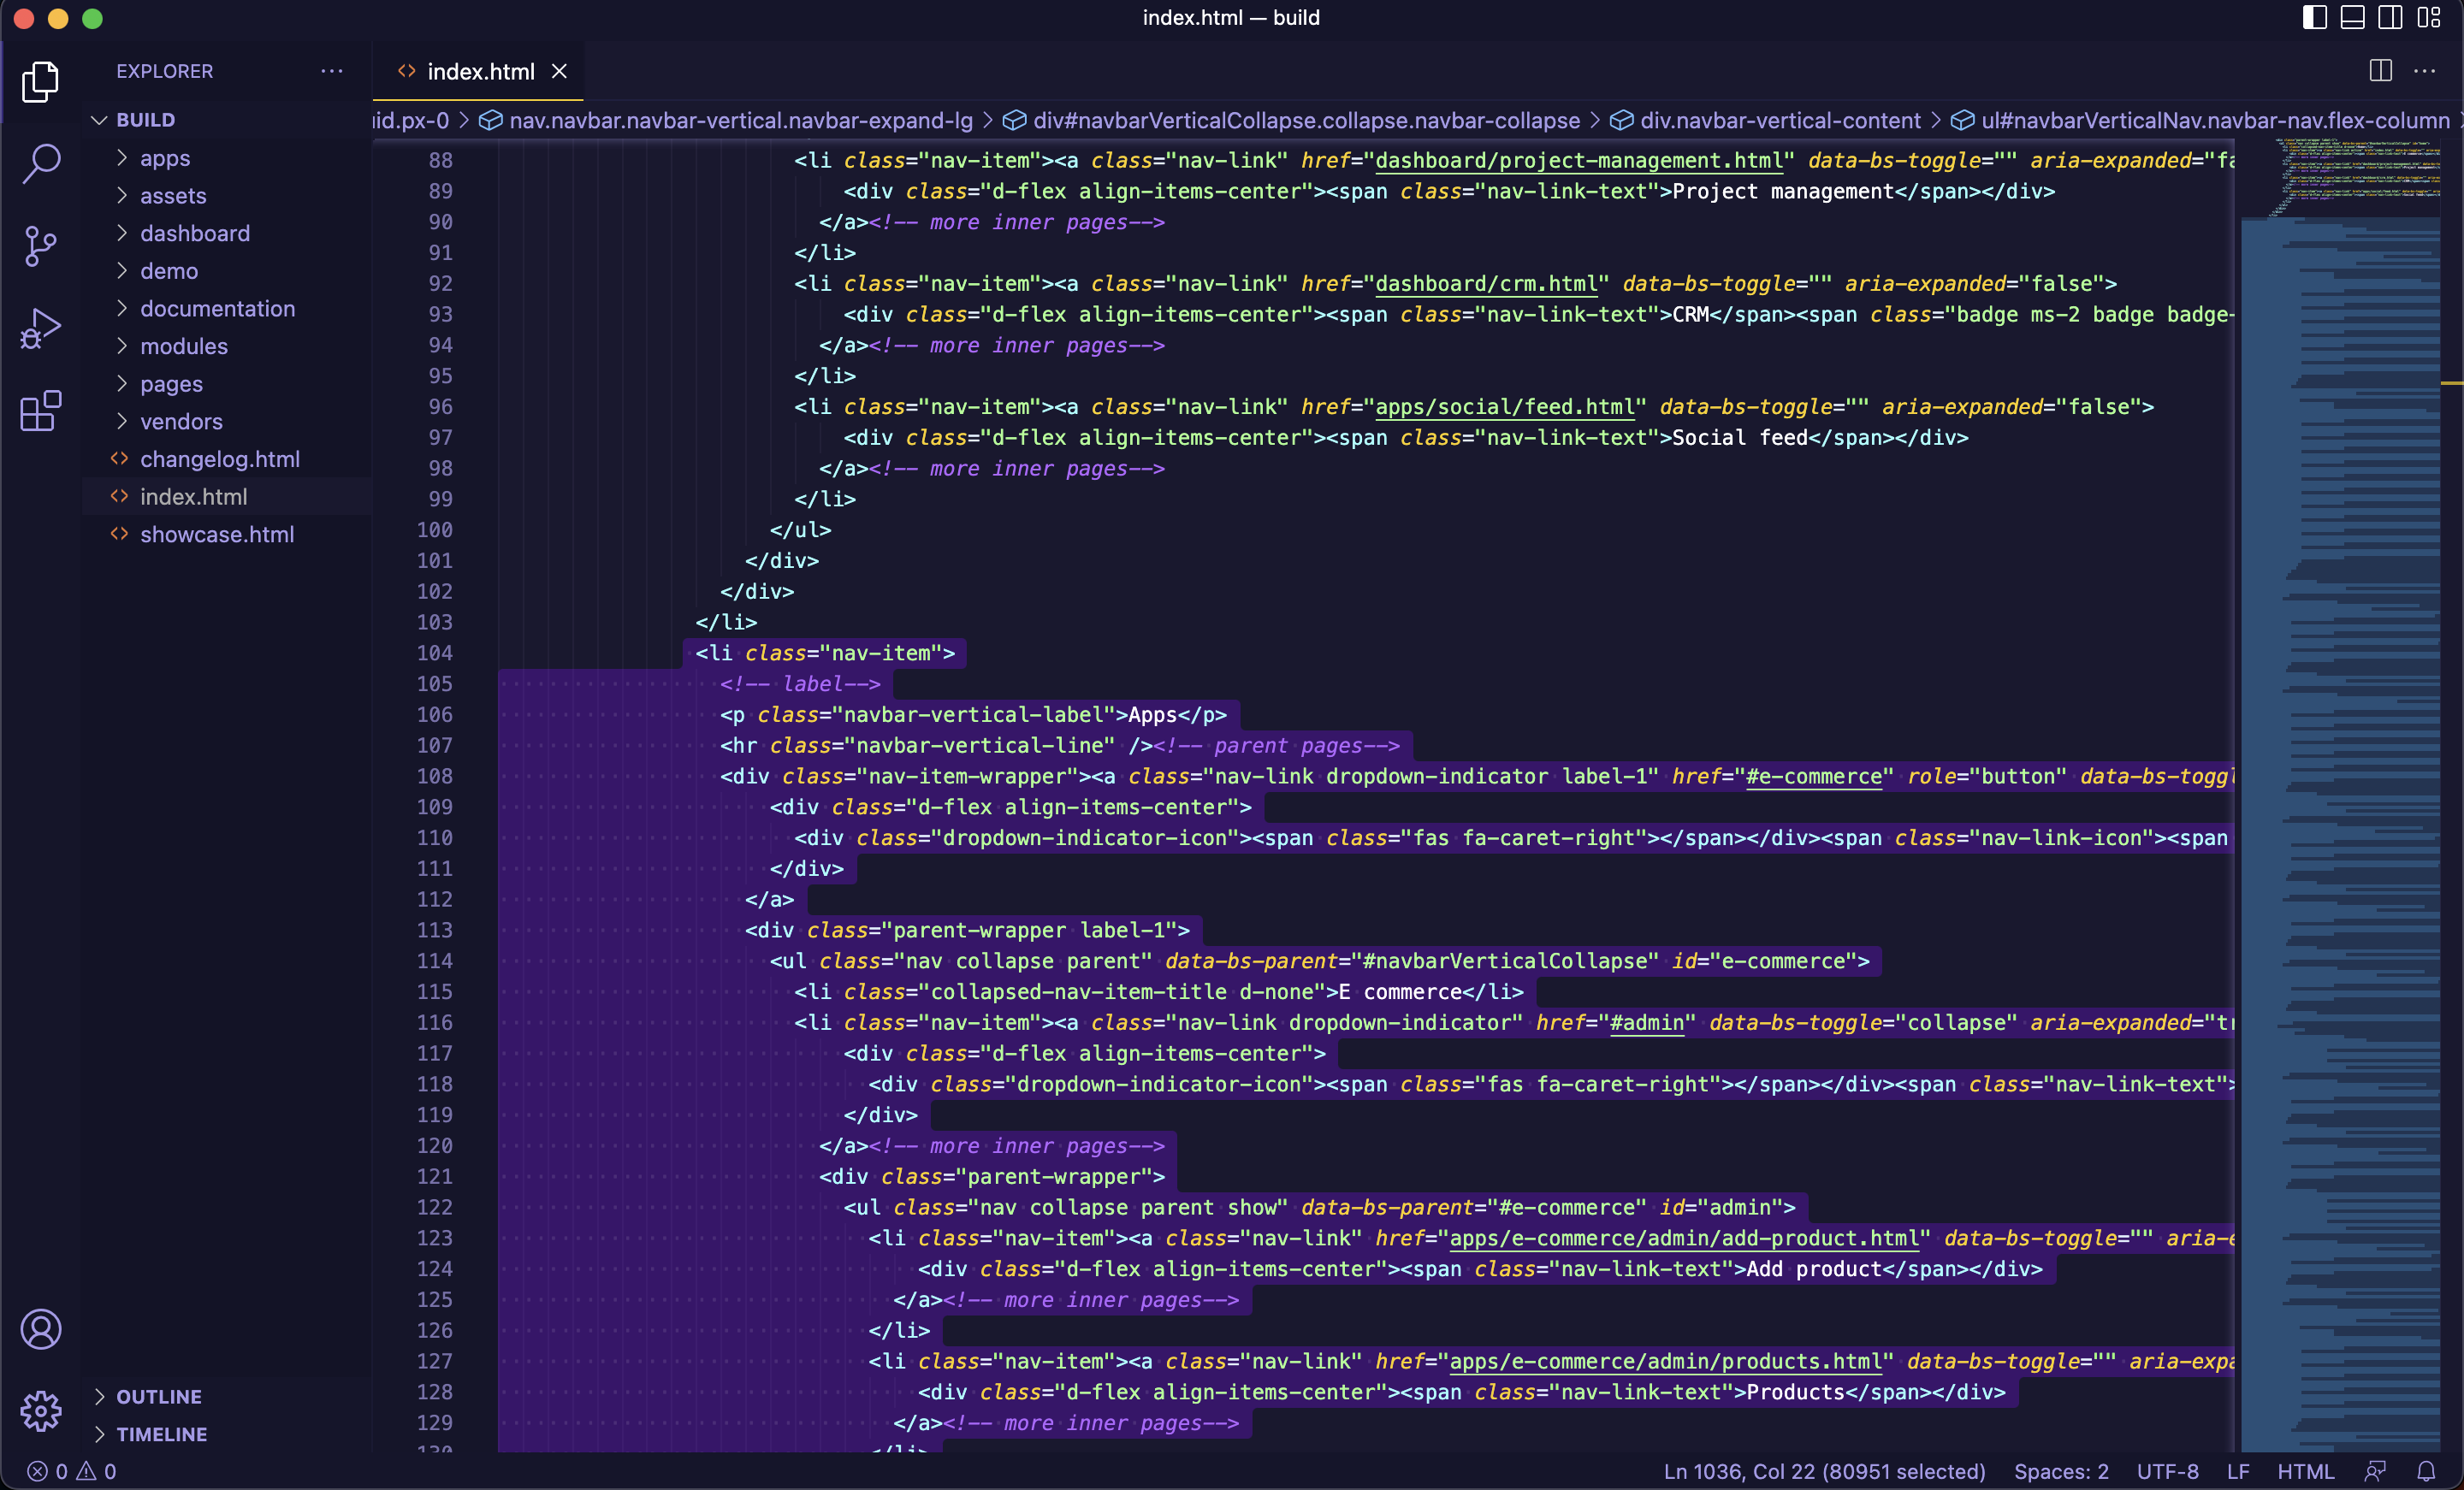 index.html — build
EXPLORER
index.html
BUILD
apps
assets
dashboard
demo
documentation
modules
pages
vendors
changelog.html
index.html
showcase.html
OUTLINE
TIMELINE
uid.px-0 > nav.navbar.navbar-vertical.navbar-expand-lg > div#navbarVerticalCollapse.collapse.navbar-collapse > div.navbar-vertical-content > ul#navbarVerticalNav.navbar-nav.flex-column
88 <li class="nav-item"><a class="nav-link" href="dashboard/project-management.html" data-bs-toggle="" aria-expanded="fa
89 <div class="d-flex align-items-center"><span class="nav-link-text">Project management</span></div>
90 </a><!-- more inner pages-->
91 </li>
92 <li class="nav-item"><a class="nav-link" href="dashboard/crm.html" data-bs-toggle="" aria-expanded="false">
93 <div class="d-flex align-items-center"><span class="nav-link-text">CRM</span><span class="badge ms-2 badge badge-
94 </a><!-- more inner pages-->
95 </li>
96 <li class="nav-item"><a class="nav-link" href="apps/social/feed.html" data-bs-toggle="" aria-expanded="false">
97 <div class="d-flex align-items-center"><span class="nav-link-text">Social feed</span></div>
98 </a><!-- more inner pages-->
99 </li>
100 </ul>
101 </div>
102 </div>
103 </li>
104 <li class="nav-item">
105 <!-- label-->
106 <p class="navbar-vertical-label">Apps</p>
107 <hr class="navbar-vertical-line" /><!-- parent pages-->
108 <div class="nav-item-wrapper"><a class="nav-link dropdown-indicator label-1" href="#e-commerce" role="button" data-bs-toggl
109 <div class="d-flex align-items-center">
110 <div class="dropdown-indicator-icon"><span class="fas fa-caret-right"></span></div><span class="nav-link-icon"><span
111 </div>
112 </a>
113 <div class="parent-wrapper label-1">
114 <ul class="nav collapse parent" data-bs-parent="#navbarVerticalCollapse" id="e-commerce">
115 <li class="collapsed-nav-item-title d-none">E commerce</li>
116 <li class="nav-item"><a class="nav-link dropdown-indicator" href="#admin" data-bs-toggle="collapse" aria-expanded="tr
117 <div class="d-flex align-items-center">
118 <div class="dropdown-indicator-icon"><span class="fas fa-caret-right"></span></div><span class="nav-link-text">
119 </div>
120 </a><!-- more inner pages-->
121 <div class="parent-wrapper">
122 <ul class="nav collapse parent show" data-bs-parent="#e-commerce" id="admin">
123 <li class="nav-item"><a class="nav-link" href="apps/e-commerce/admin/add-product.html" data-bs-toggle="" aria-e
124 <div class="d-flex align-items-center"><span class="nav-link-text">Add product</span></div>
125 </a><!-- more inner pages-->
126 </li>
127 <li class="nav-item"><a class="nav-link" href="apps/e-commerce/admin/products.html" data-bs-toggle="" aria-expa
128 <div class="d-flex align-items-center"><span class="nav-link-text">Products</span></div>
129 </a><!-- more inner pages-->
130 </li>
0 0
Ln 1036, Col 22 (80951 selected) Spaces: 2 UTF-8 LF HTML